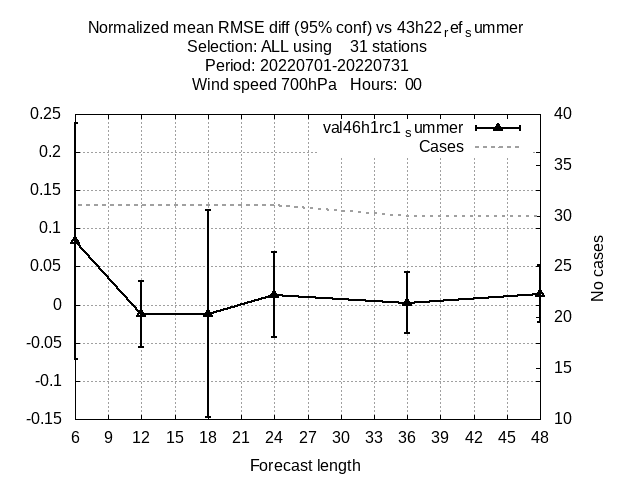 Normalized mean RMSE diff (95% conf) vs 43h22refsummer
Selection: ALL using 31 stations
Period: 20220701-20220731
Wind speed 700hPa Hours: 00
0.25
0.2
0.15
0.1
0.05
0
-0.05
-0.1
-0.15
val46h1rc1summer
Cases
40
35
30
25
20
15
10
No cases
6 9 12 15 18 21 24 27 30 33 36 39 42 45 48
Forecast length